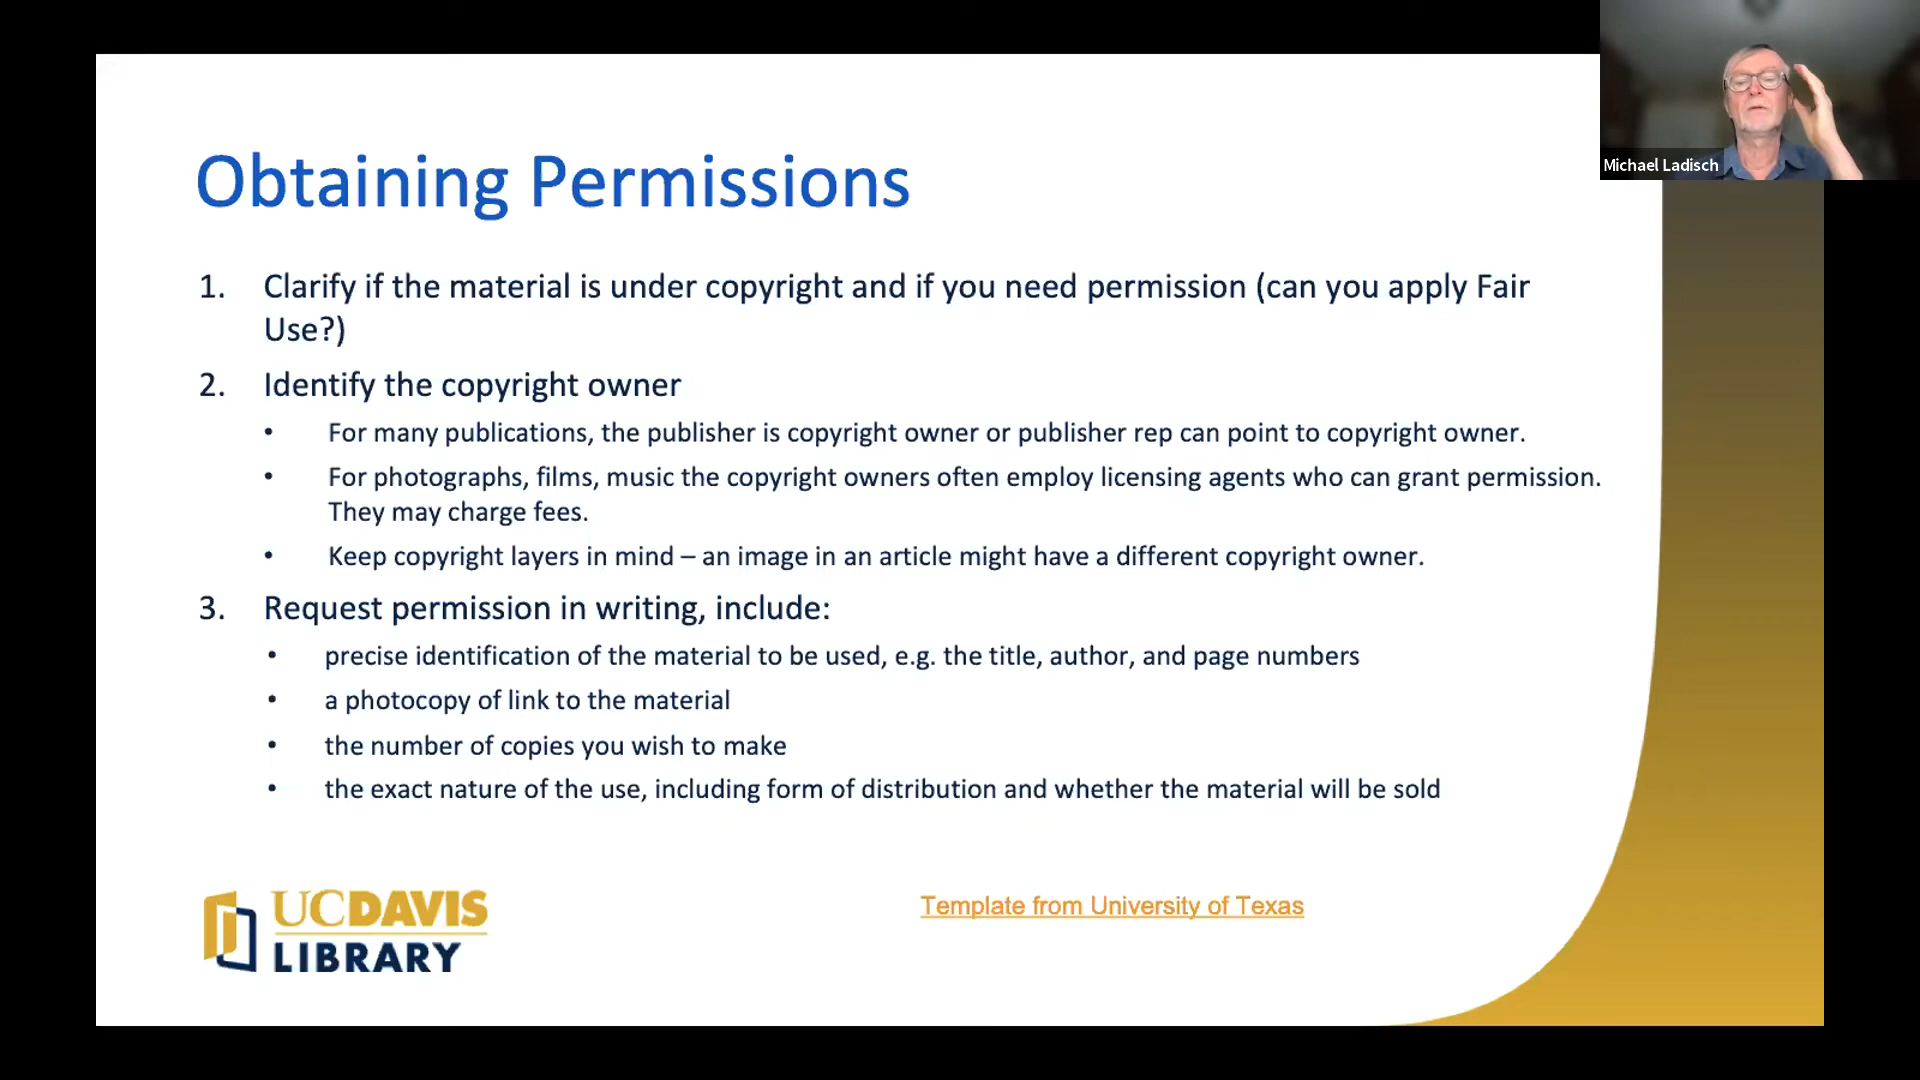 Michael Ladisch
Obtaining Permissions
1. Clarify if the material is under copyright and if you need permission (can you apply Fair
Use?)
2. Identify the copyright owner
• For many publications, the publisher is copyright owner or publisher rep can point to copyright owner.
• For photographs, films, music the copyright owners often employ licensing agents who can grant permission.
They may charge fees.
• Keep copyright layers in mind – an image in an article might have a different copyright owner.
3. Request permission in writing, include:
• precise identification of the material to be used, e.g. the title, author, and page numbers
• a photocopy of link to the material
• the number of copies you wish to make
• the exact nature of the use, including form of distribution and whether the material will be sold
UCDAVIS
LIBRARY
Template from University of Texas